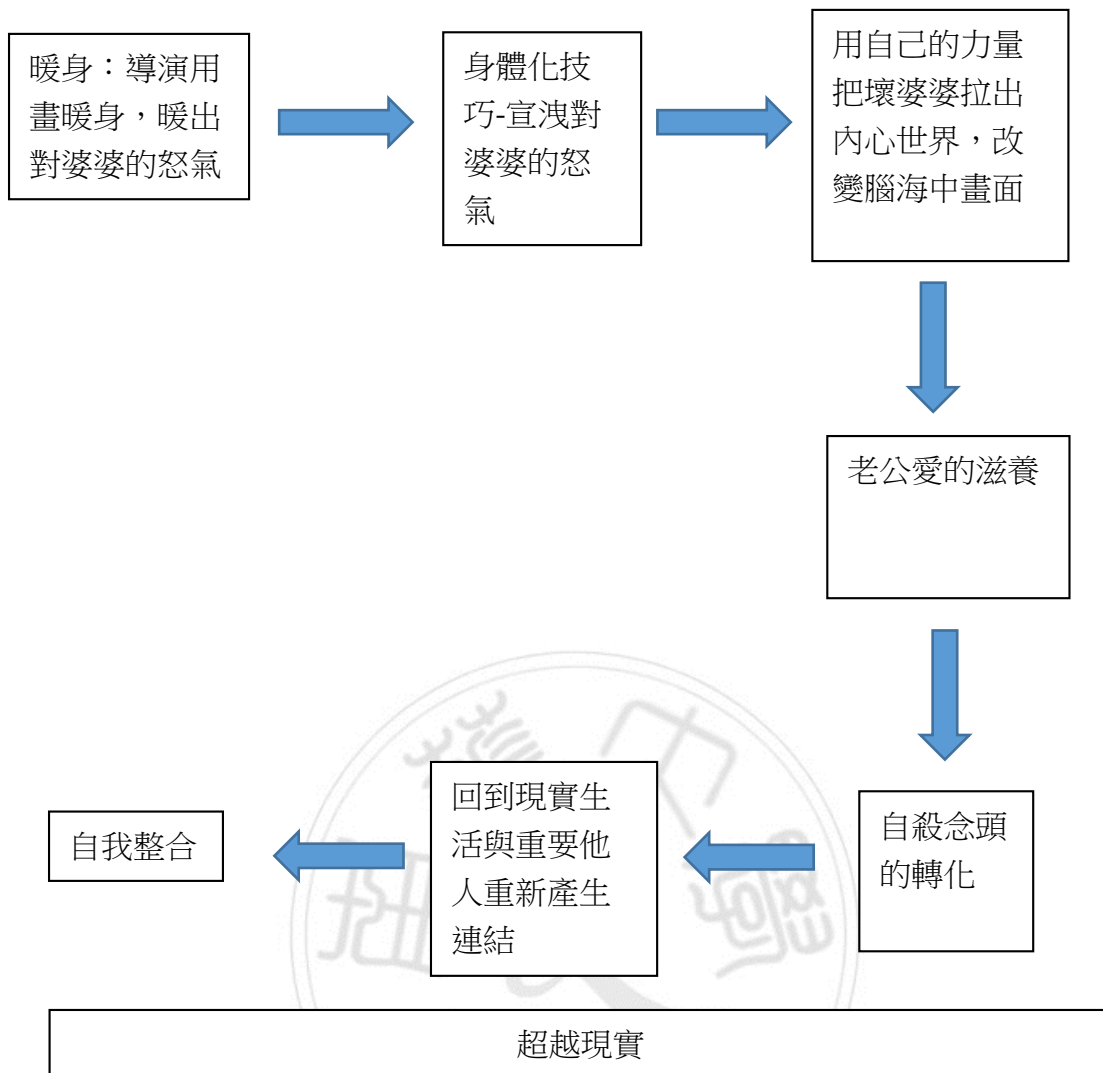 暖身：導演用
畫暖身，暖出
對婆婆的怒氣
身體化技
巧-宣洩對
婆婆的怒
氣
用自己的力量
把壞婆婆拉出
內心世界，改
變腦海中畫面
老公愛的滋養
自殺念頭
的轉化
回到現實生
活與重要他
人重新產生
連結
自我整合
超越現實